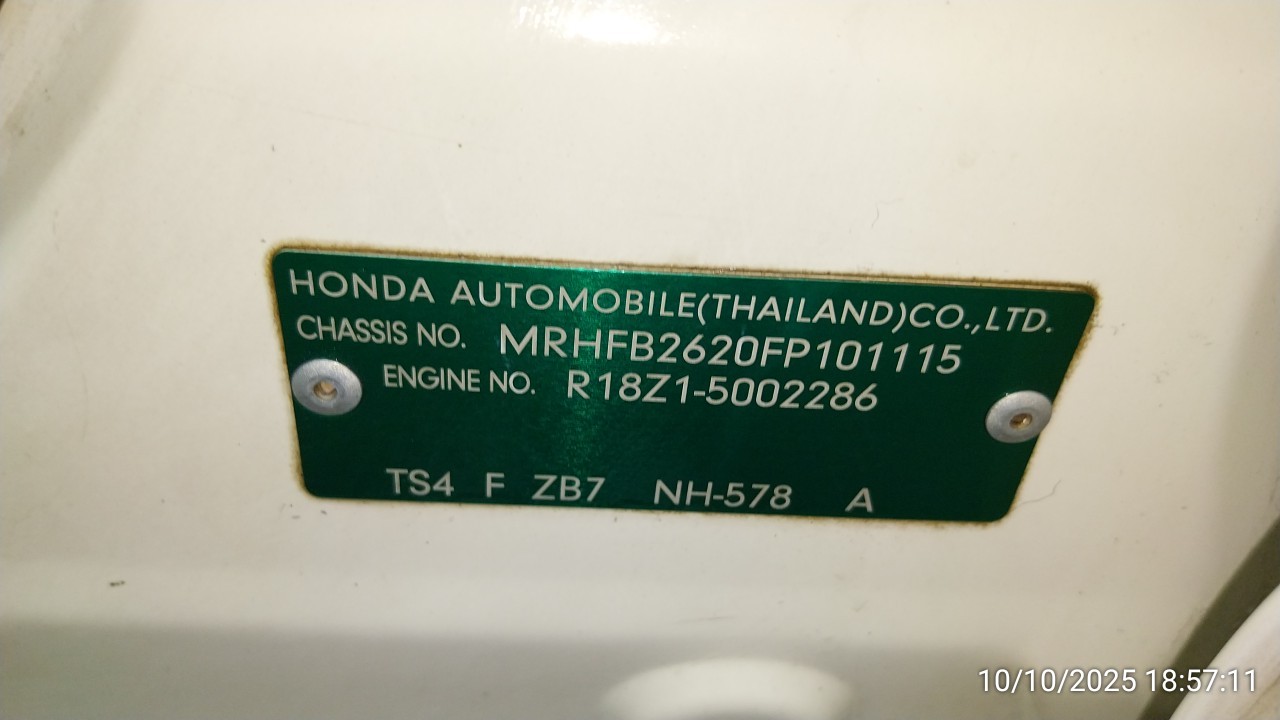 HONDA AUTOMOBILE(THAILAND)CO.,LTD.
CHASSIS NO. MRHFB2620FP101115
ENGINE NO. R18Z1-5002286
TS4 F ZB7 NH-578 A
10/10/2025 18:57:11